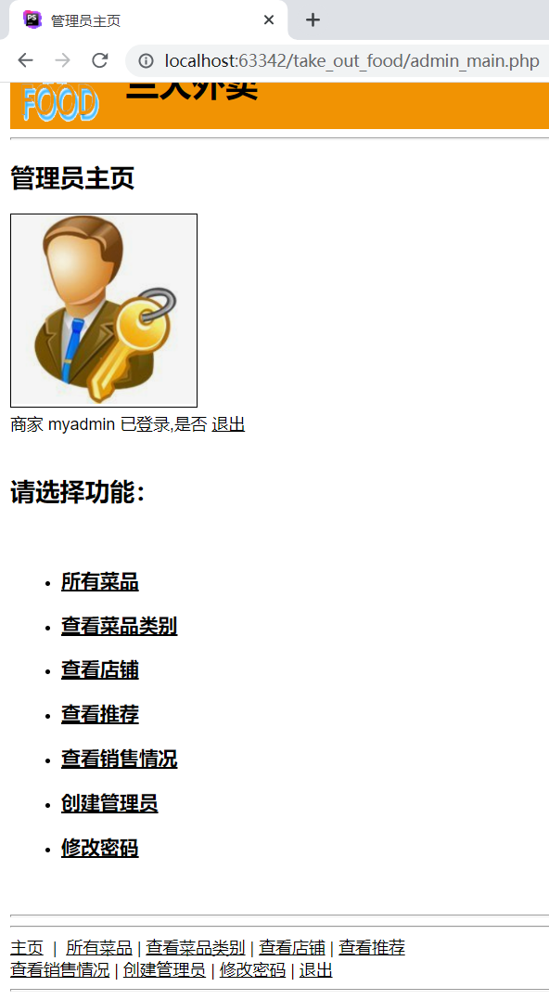 管理员主页
localhost:63342/take_out_food/admin_main.php
FOOD
三人外卖
管理员主页
商家 myadmin 已登录,是否 退出
请选择功能：
所有菜品
查看菜品类别
查看店铺
查看推荐
查看销售情况
创建管理员
修改密码
主页 | 所有菜品 | 查看菜品类别 | 查看店铺 | 查看推荐
查看销售情况 | 创建管理员 | 修改密码 | 退出